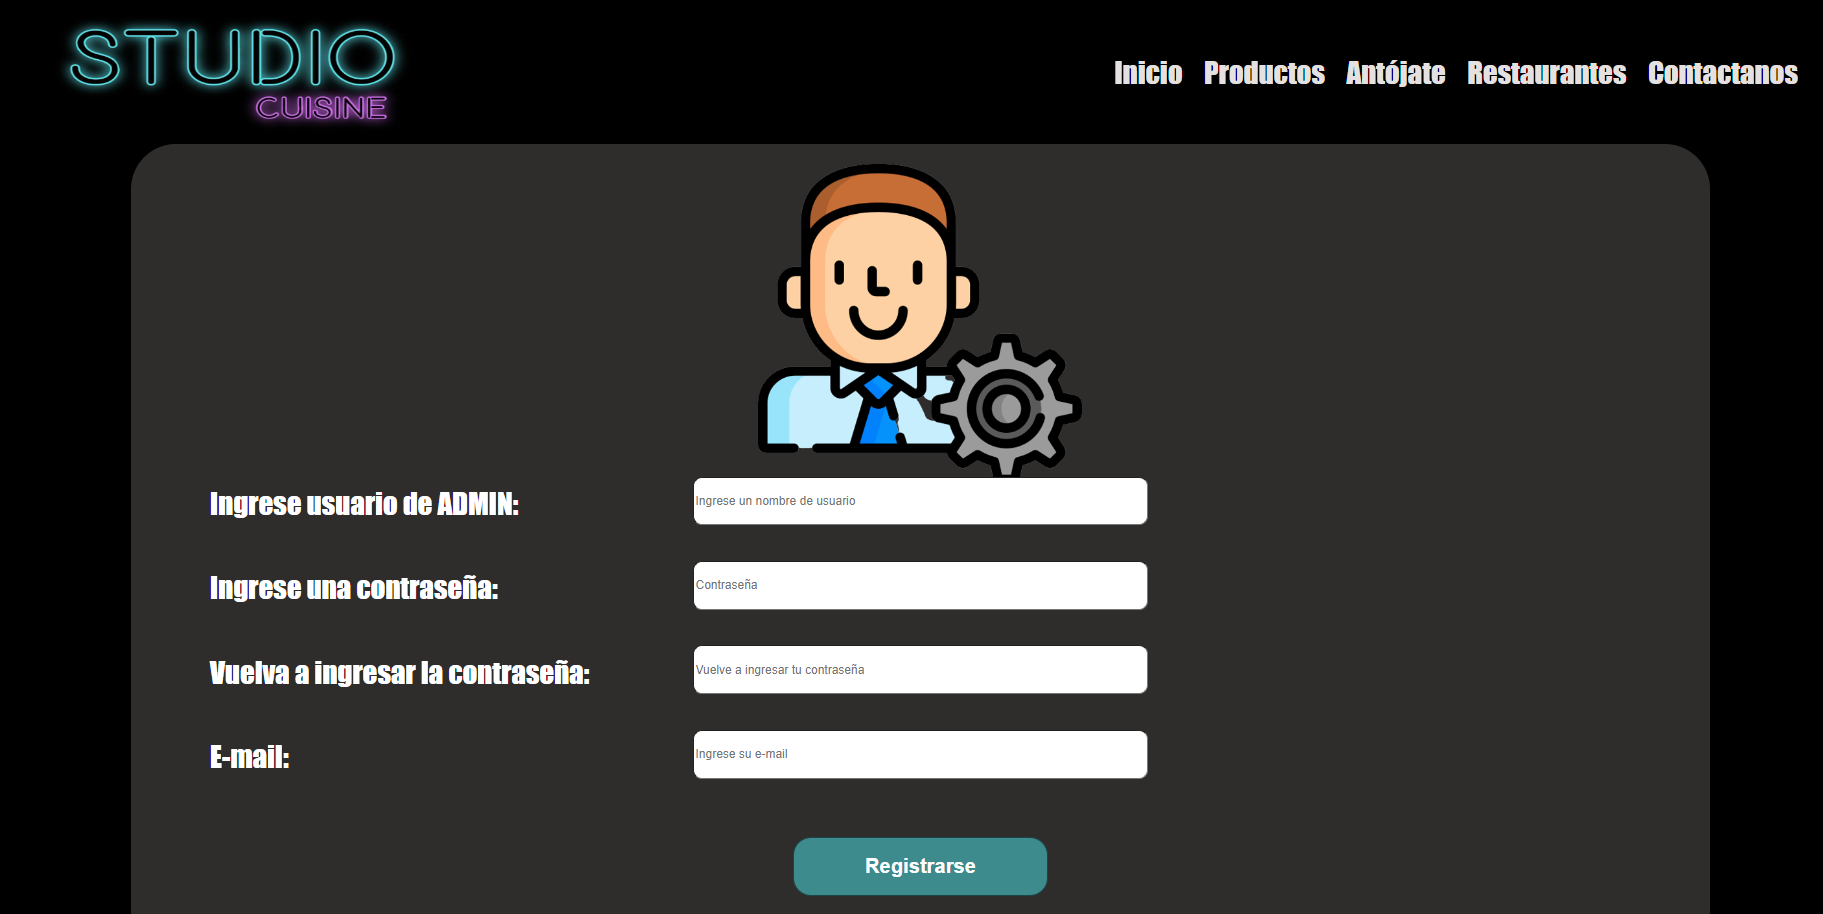 STUDIO
CUISINE
Inicio Productos Antójate Restaurantes Contactanos
Ingrese usuario de ADMIN:
Ingrese un nombre de usuario
Ingrese una contraseña:
Contraseña
Vuelva a ingresar la contraseña:
Vuelve a ingresar tu contraseña
E-mail:
Ingrese su e-mail
Registrarse